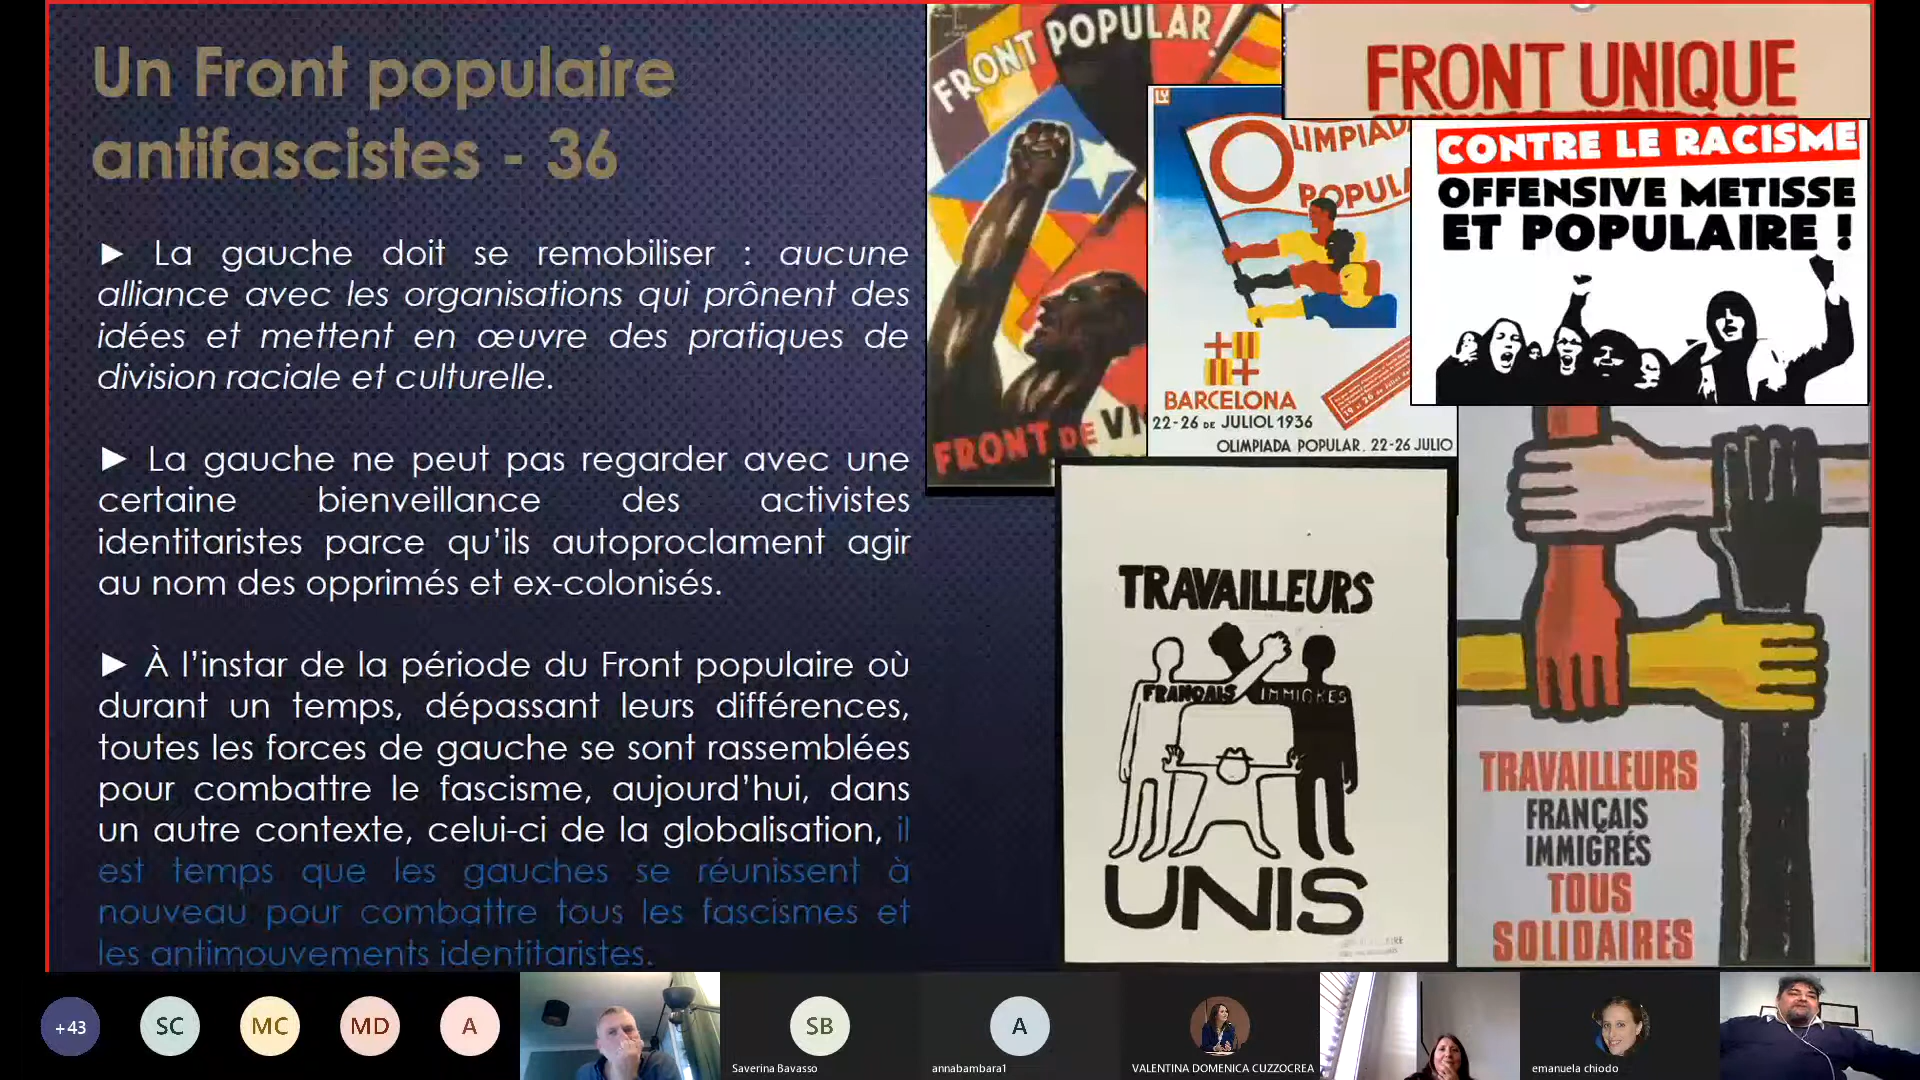 Un Front populaire
antifascistes - 36
► La gauche doit se remobiliser : aucune
alliance avec les organisations qui prônent des
idées et mettent en œuvre des pratiques de
division raciale et culturelle.
► La gauche ne peut pas regarder avec une
certaine bienveillance des activistes
identitaristes parce qu'ils autoproclament agir
au nom des opprimés et ex-colonisés.
► À l'instar de la période du Front populaire où
durant un temps, dépassant leurs différences,
toutes les forces de gauche se sont rassemblées
pour combattre le fascisme, aujourd'hui, dans
un autre contexte, celui-ci de la globalisation, il
est temps que les gauches se réunissent à
nouveau pour combattre tous les fascismes et
les antimouvements identitaristes.
FRONT POPULAR!
FRONT DE VI
OLIMPIAD
POPUL
BARCELONA
22-26 DE JULIOL 1936
OLIMPIADA POPULAR. 22-26 JULIO
FRONT UNIQUE
CONTRE LE RACISME
OFFENSIVE METISSE
ET POPULAIRE !
TRAVAILLEURS
FRANÇAIS IMMIGRES
UNIS
TRAVAILLEURS
FRANÇAIS
IMMIGRÉS
TOUS
SOLIDAIRES
+43
SC
MC
MD
A
SB
Saverina Bavasso
A
annabambara1
VALENTINA DOMENICA CUZZOCREA
emanuela chiodo